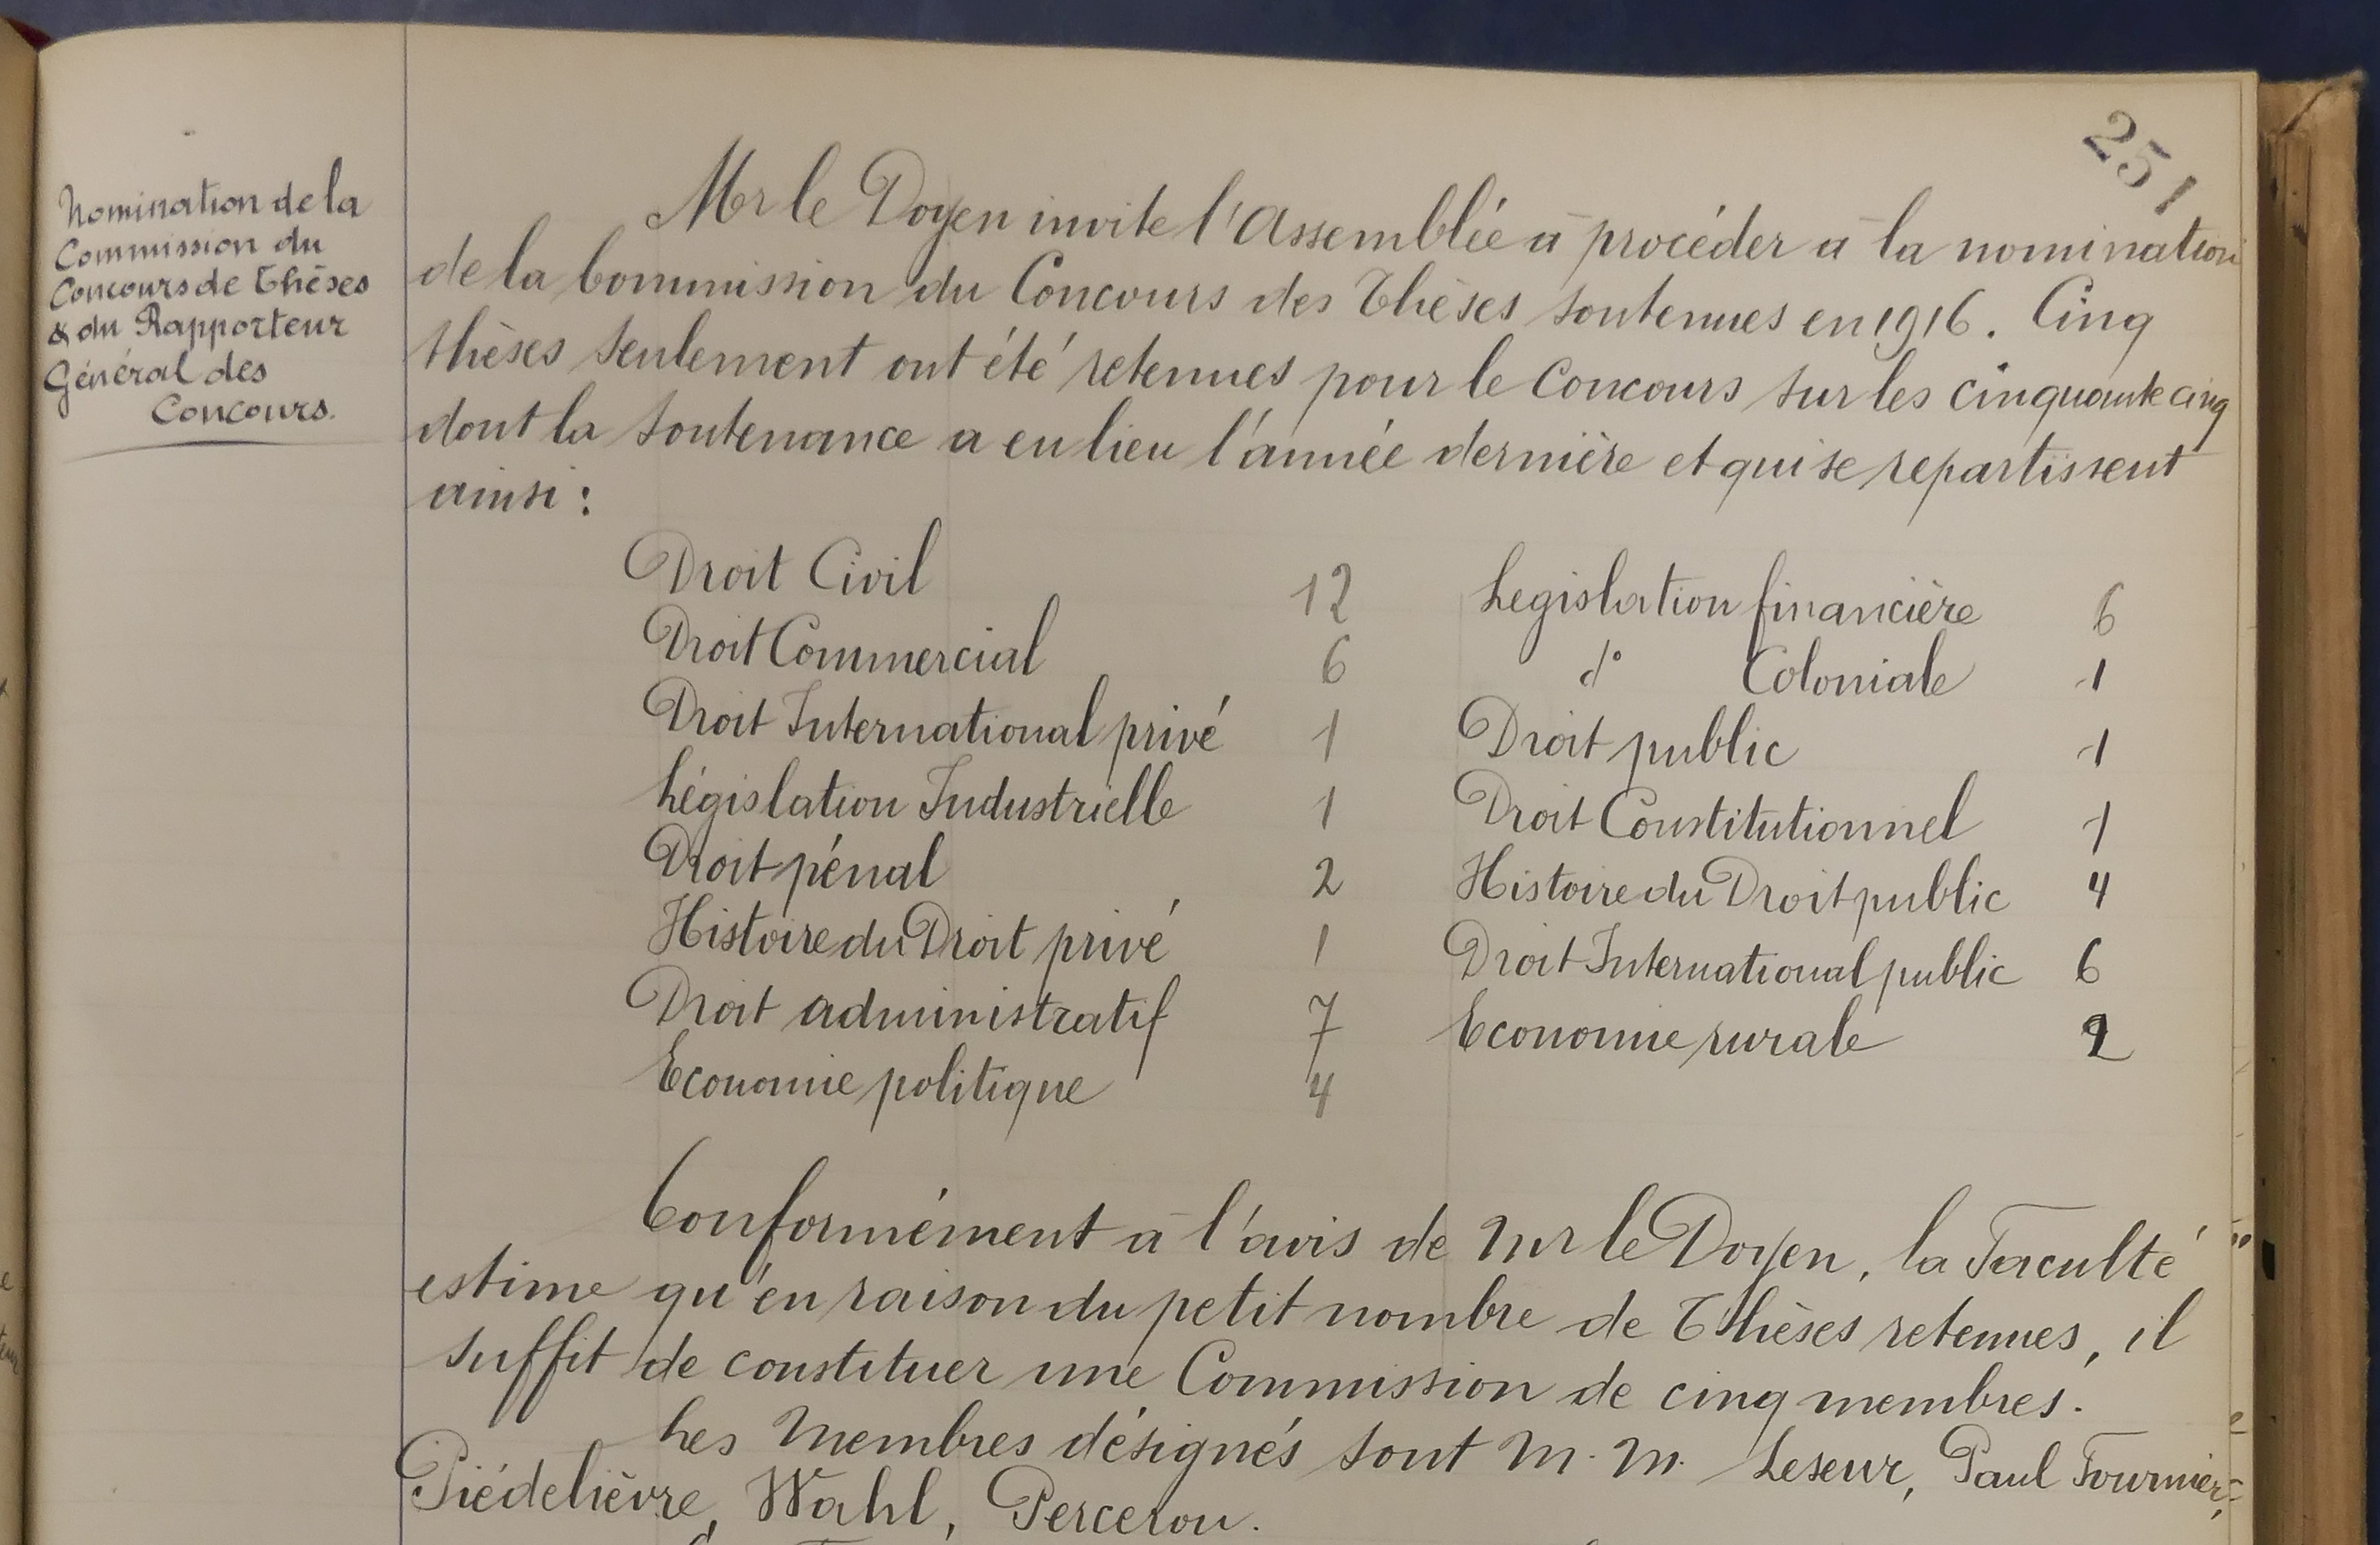 251
Nomination de la
Commission du
Concours de Thèses
& du Rapporteur
Général des
Concours.
Mr le Doyen invite l'Assemblée à procéder à la nomination
de la Commission du Concours des Thèses soutenues en 1916. Cinq
thèses seulement ont été retenues pour le Concours sur les cinquante cinq
dont la soutenance a eu lieu l'année dernière et qui se repartissent
ainsi :
Droit Civil 12 Legislation financière 6
Droit Commercial 6 d° Coloniale 1
Droit International privé 1 Droit public 1
Législation Industrielle 1 Droit Constitutionnel 1
Droit pénal 2 Histoire du Droit public 4
Histoire du Droit privé 1 Droit International public 6
Droit administratif 7 Economie rurale 2
Economie politique 4
Conformément à l'avis de Mr le Doyen, la Faculté
estime qu'en raison du petit nombre de Thèses retenues, il
suffit de constituer une Commission de cinq membres.
Les Membres désignés sont M.M. Leseur, Paul Fournier,
Piédelièvre, Wahl, Percerou.